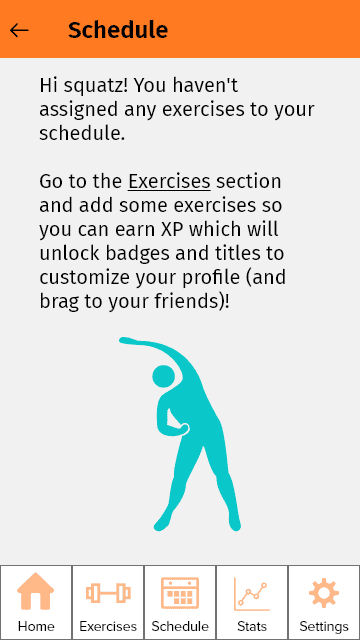 Schedule
Hi squatz! You haven't
assigned any exercises to your
schedule.
Go to the Exercises section
and add some exercises so
you can earn XP which will
unlock badges and titles to
customize your profile (and
brag to your friends)!
Home
Exercises
Schedule
Stats
Settings